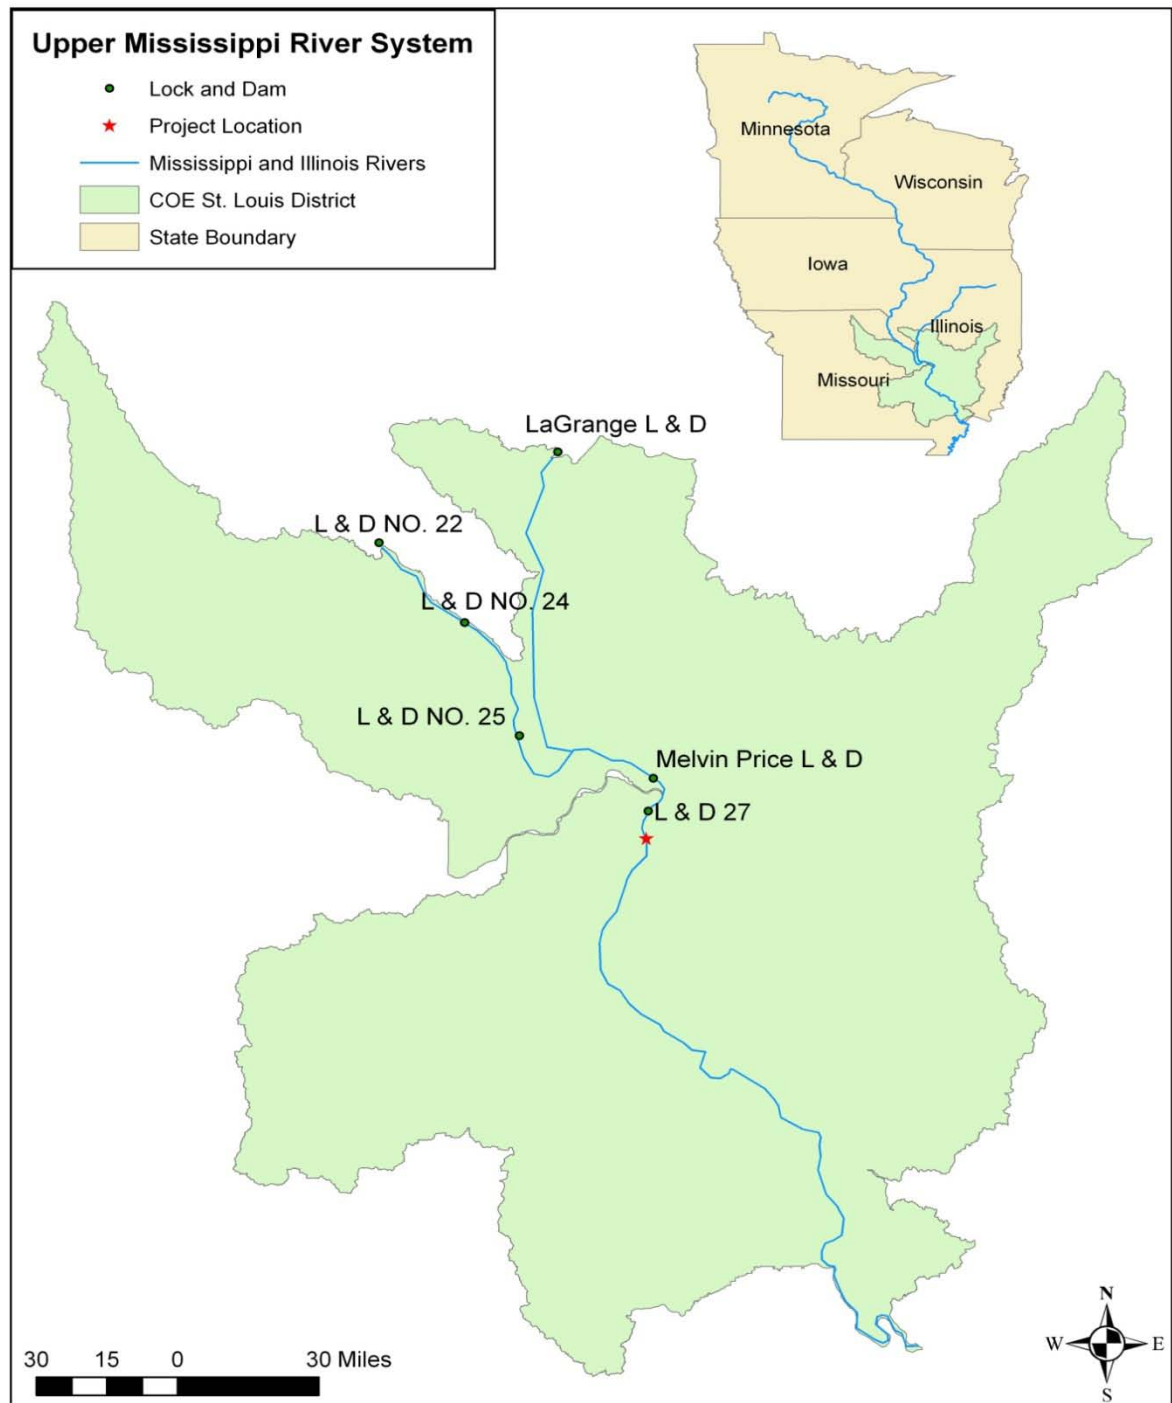 Upper Mississippi River System
Lock and Dam
Project Location
Mississippi and Illinois Rivers
COE St. Louis District
State Boundary
Minnesota
Wisconsin
Iowa
Illinois
Missouri
LaGrange L & D
L & D NO. 22
L & D NO. 24
L & D NO. 25
Melvin Price L & D
L & D 27
N
W E
S
30 15 0 30 Miles